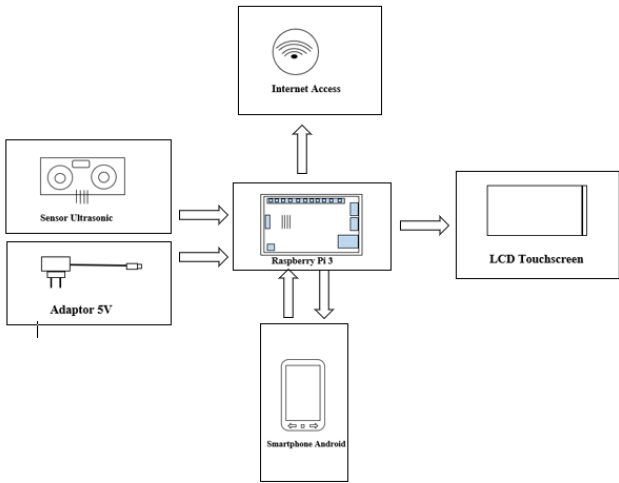 Internet Access
Sensor Ultrasonic
Raspberry Pi 3
LCD Touchscreen
Adaptor 5V
Smartphone Android